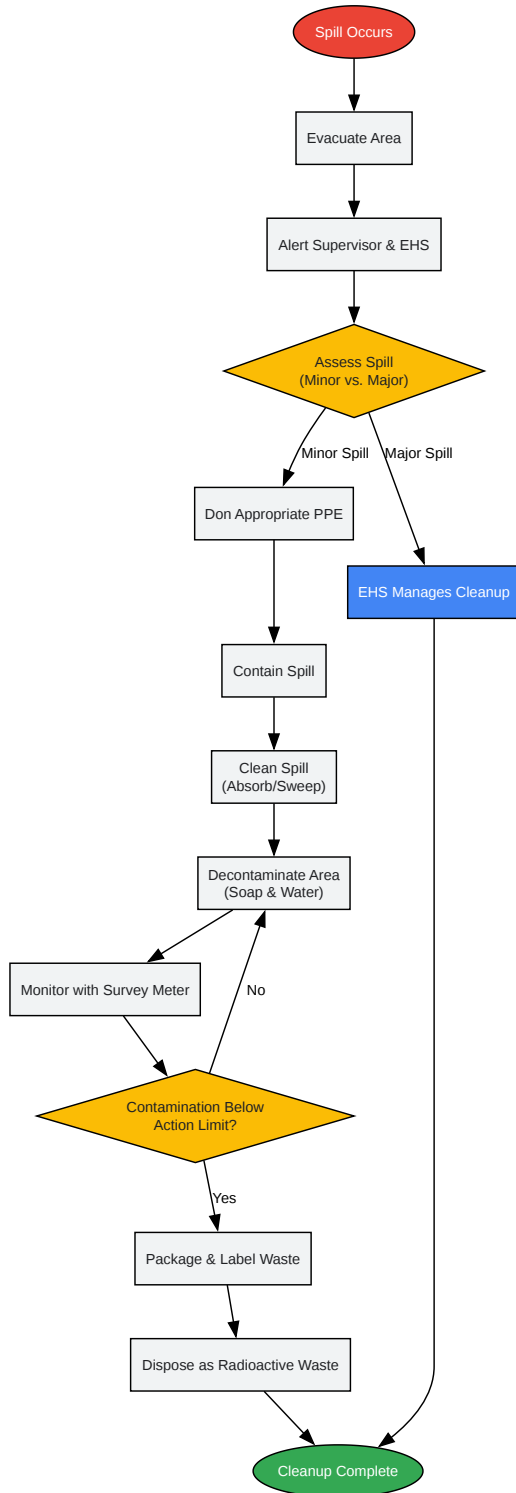 Spill Occurs
Evacuate Area
Alert Supervisor & EHS
Assess Spill
(Minor vs. Major)
Minor Spill
Major Spill
Don Appropriate PPE
EHS Manages Cleanup
Contain Spill
Clean Spill
(Absorb/Sweep)
Decontaminate Area
(Soap & Water)
Monitor with Survey Meter
No
Contamination Below
Action Limit?
Yes
Package & Label Waste
Dispose as Radioactive Waste
Cleanup Complete